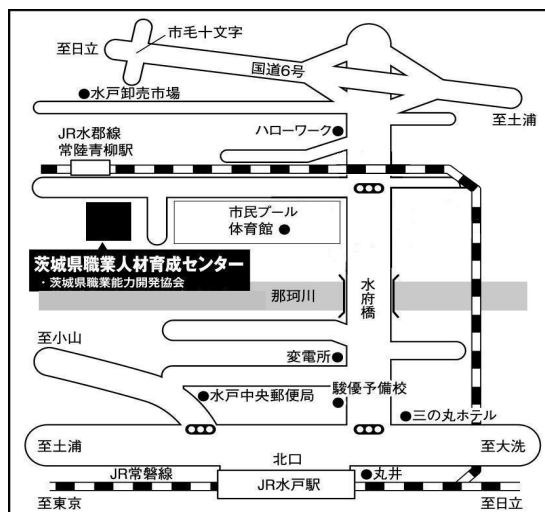 市毛十文字
至日立
国道6号
水戸卸売市場
至土浦
ハローワーク
JR水郡線
常陸青柳駅
市民プール
体育館
茨城県職業人材育成センター
・茨城県職業能力開発協会
那珂川
水府橋
至小山
変電所
水戸中央郵便局
駿優予備校
三の丸ホテル
至土浦
至大洗
北口
JR常磐線
JR水戸駅
丸井
至東京
至日立